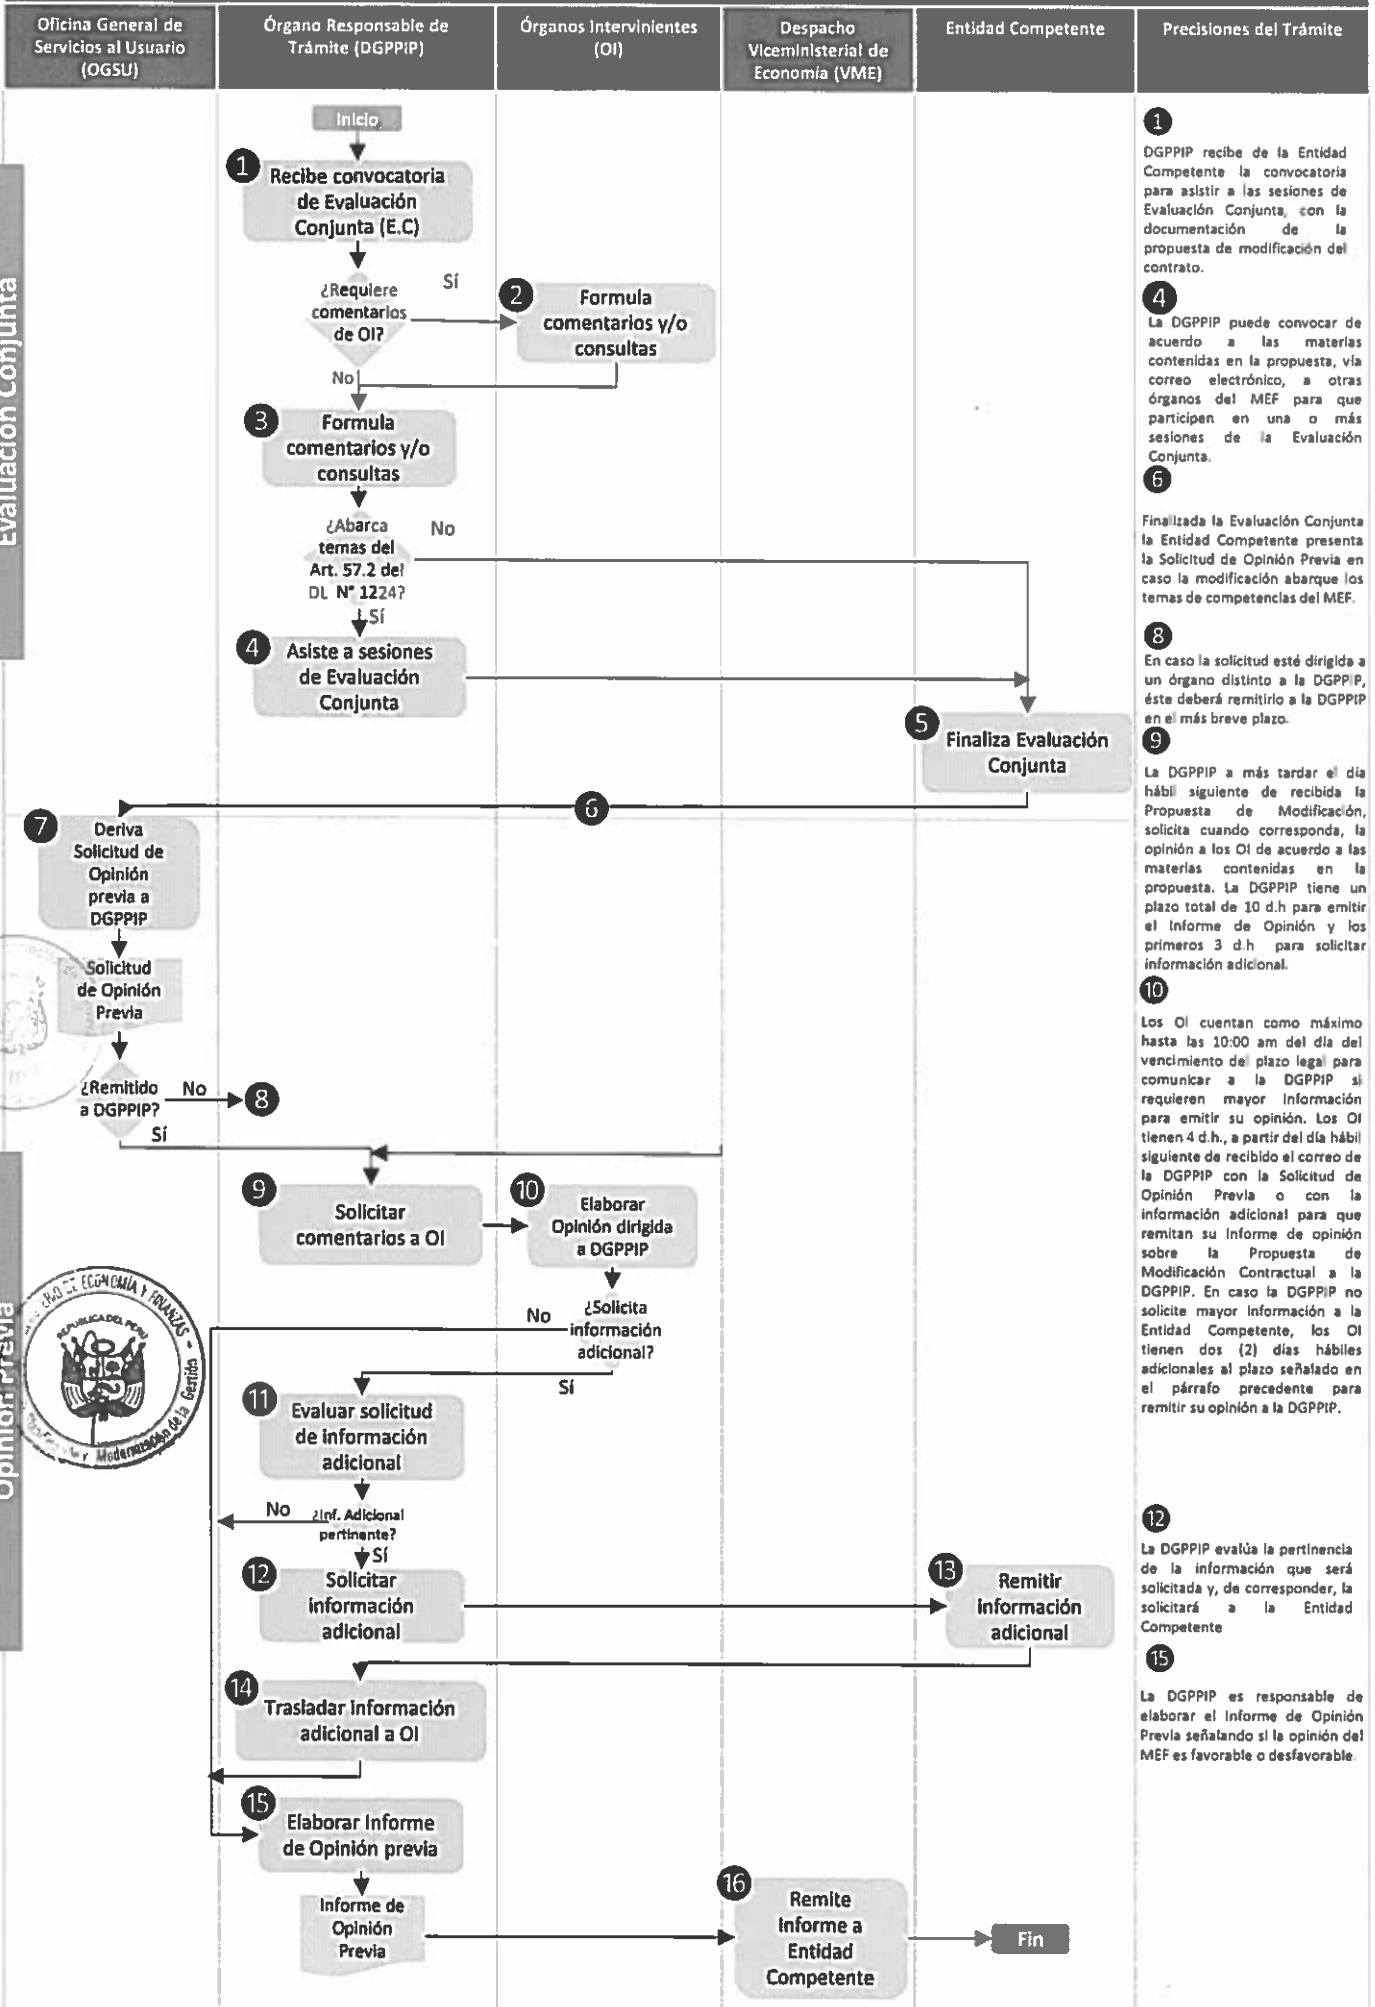 Oficina General de
Servicios al Usuario
(OGSU)
Órgano Responsable de
Trámite (DGPPIP)
Órganos Intervinientes
(OI)
Despacho
Viceministerial de
Economía (VME)
Entidad Competente
Precisiones del Trámite
Evaluación Conjunta
Inicio
1
Recibe convocatoria
de Evaluación
Conjunta (E.C)
¿Requiere
comentarios
de OI?
Sí
2
Formula
comentarios y/o
consultas
No
3
Formula
comentarios y/o
consultas
¿Abarca
temas del
Art. 57.2 del
DL N° 1224?
No
Sí
4
Asiste a sesiones
de Evaluación
Conjunta
5
Finaliza Evaluación
Conjunta
6
Opinión Previa
7
Deriva
Solicitud de
Opinión
previa a
DGPPIP
Solicitud
de Opinión
Previa
¿Remitido
a DGPPIP?
No
8
Sí
9
Solicitar
comentarios a OI
10
Elaborar
Opinión dirigida
a DGPPIP
¿Solicita
información
adicional?
No
Sí
11
Evaluar solicitud
de información
adicional
¿Inf. Adicional
pertinente?
No
Sí
12
Solicitar
información
adicional
13
Remitir
información
adicional
14
Trasladar información
adicional a OI
15
Elaborar Informe
de Opinión previa
Informe de
Opinión
Previa
16
Remite
Informe a
Entidad
Competente
Fin
ECONOMÍA Y FINANZAS
REPUBLICA DEL PERU
y Modernización de la Gestión
1
DGPPIP recibe de la Entidad
Competente la convocatoria
para asistir a las sesiones de
Evaluación Conjunta, con la
documentación de la
propuesta de modificación del
contrato.
4
La DGPPIP puede convocar de
acuerdo a las materias
contenidas en la propuesta, vía
correo electrónico, a otras
órganos del MEF para que
participen en una o más
sesiones de la Evaluación
Conjunta.
6
Finalizada la Evaluación Conjunta
la Entidad Competente presenta
la Solicitud de Opinión Previa en
caso la modificación abarque los
temas de competencias del MEF.
8
En caso la solicitud esté dirigida a
un órgano distinto a la DGPPIP,
éste deberá remitirlo a la DGPPIP
en el más breve plazo.
9
La DGPPIP a más tardar el día
hábil siguiente de recibida la
Propuesta de Modificación,
solicita cuando corresponda, la
opinión a los OI de acuerdo a las
materias contenidas en la
propuesta. La DGPPIP tiene un
plazo total de 10 d.h para emitir
el Informe de Opinión y los
primeros 3 d.h para solicitar
información adicional.
10
Los OI cuentan como máximo
hasta las 10:00 am del día del
vencimiento del plazo legal para
comunicar a la DGPPIP si
requieren mayor información
para emitir su opinión. Los OI
tienen 4 d.h., a partir del día hábil
siguiente de recibido el correo de
la DGPPIP con la Solicitud de
Opinión Previa o con la
información adicional para que
remitan su Informe de opinión
sobre la Propuesta de
Modificación Contractual a la
DGPPIP. En caso la DGPPIP no
solicite mayor información a la
Entidad Competente, los OI
tienen dos (2) días hábiles
adicionales al plazo señalado en
el párrafo precedente para
remitir su opinión a la DGPPIP.
12
La DGPPIP evalúa la pertinencia
de la información que será
solicitada y, de corresponder, la
solicitará a la Entidad
Competente
15
La DGPPIP es responsable de
elaborar el Informe de Opinión
Previa señalando si la opinión del
MEF es favorable o desfavorable.